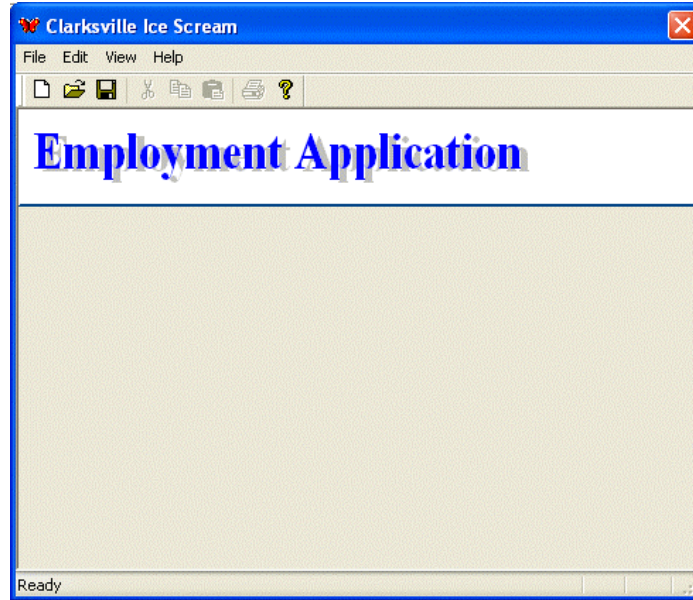 Clarksville Ice Scream
File Edit View Help
Employment Application
Ready